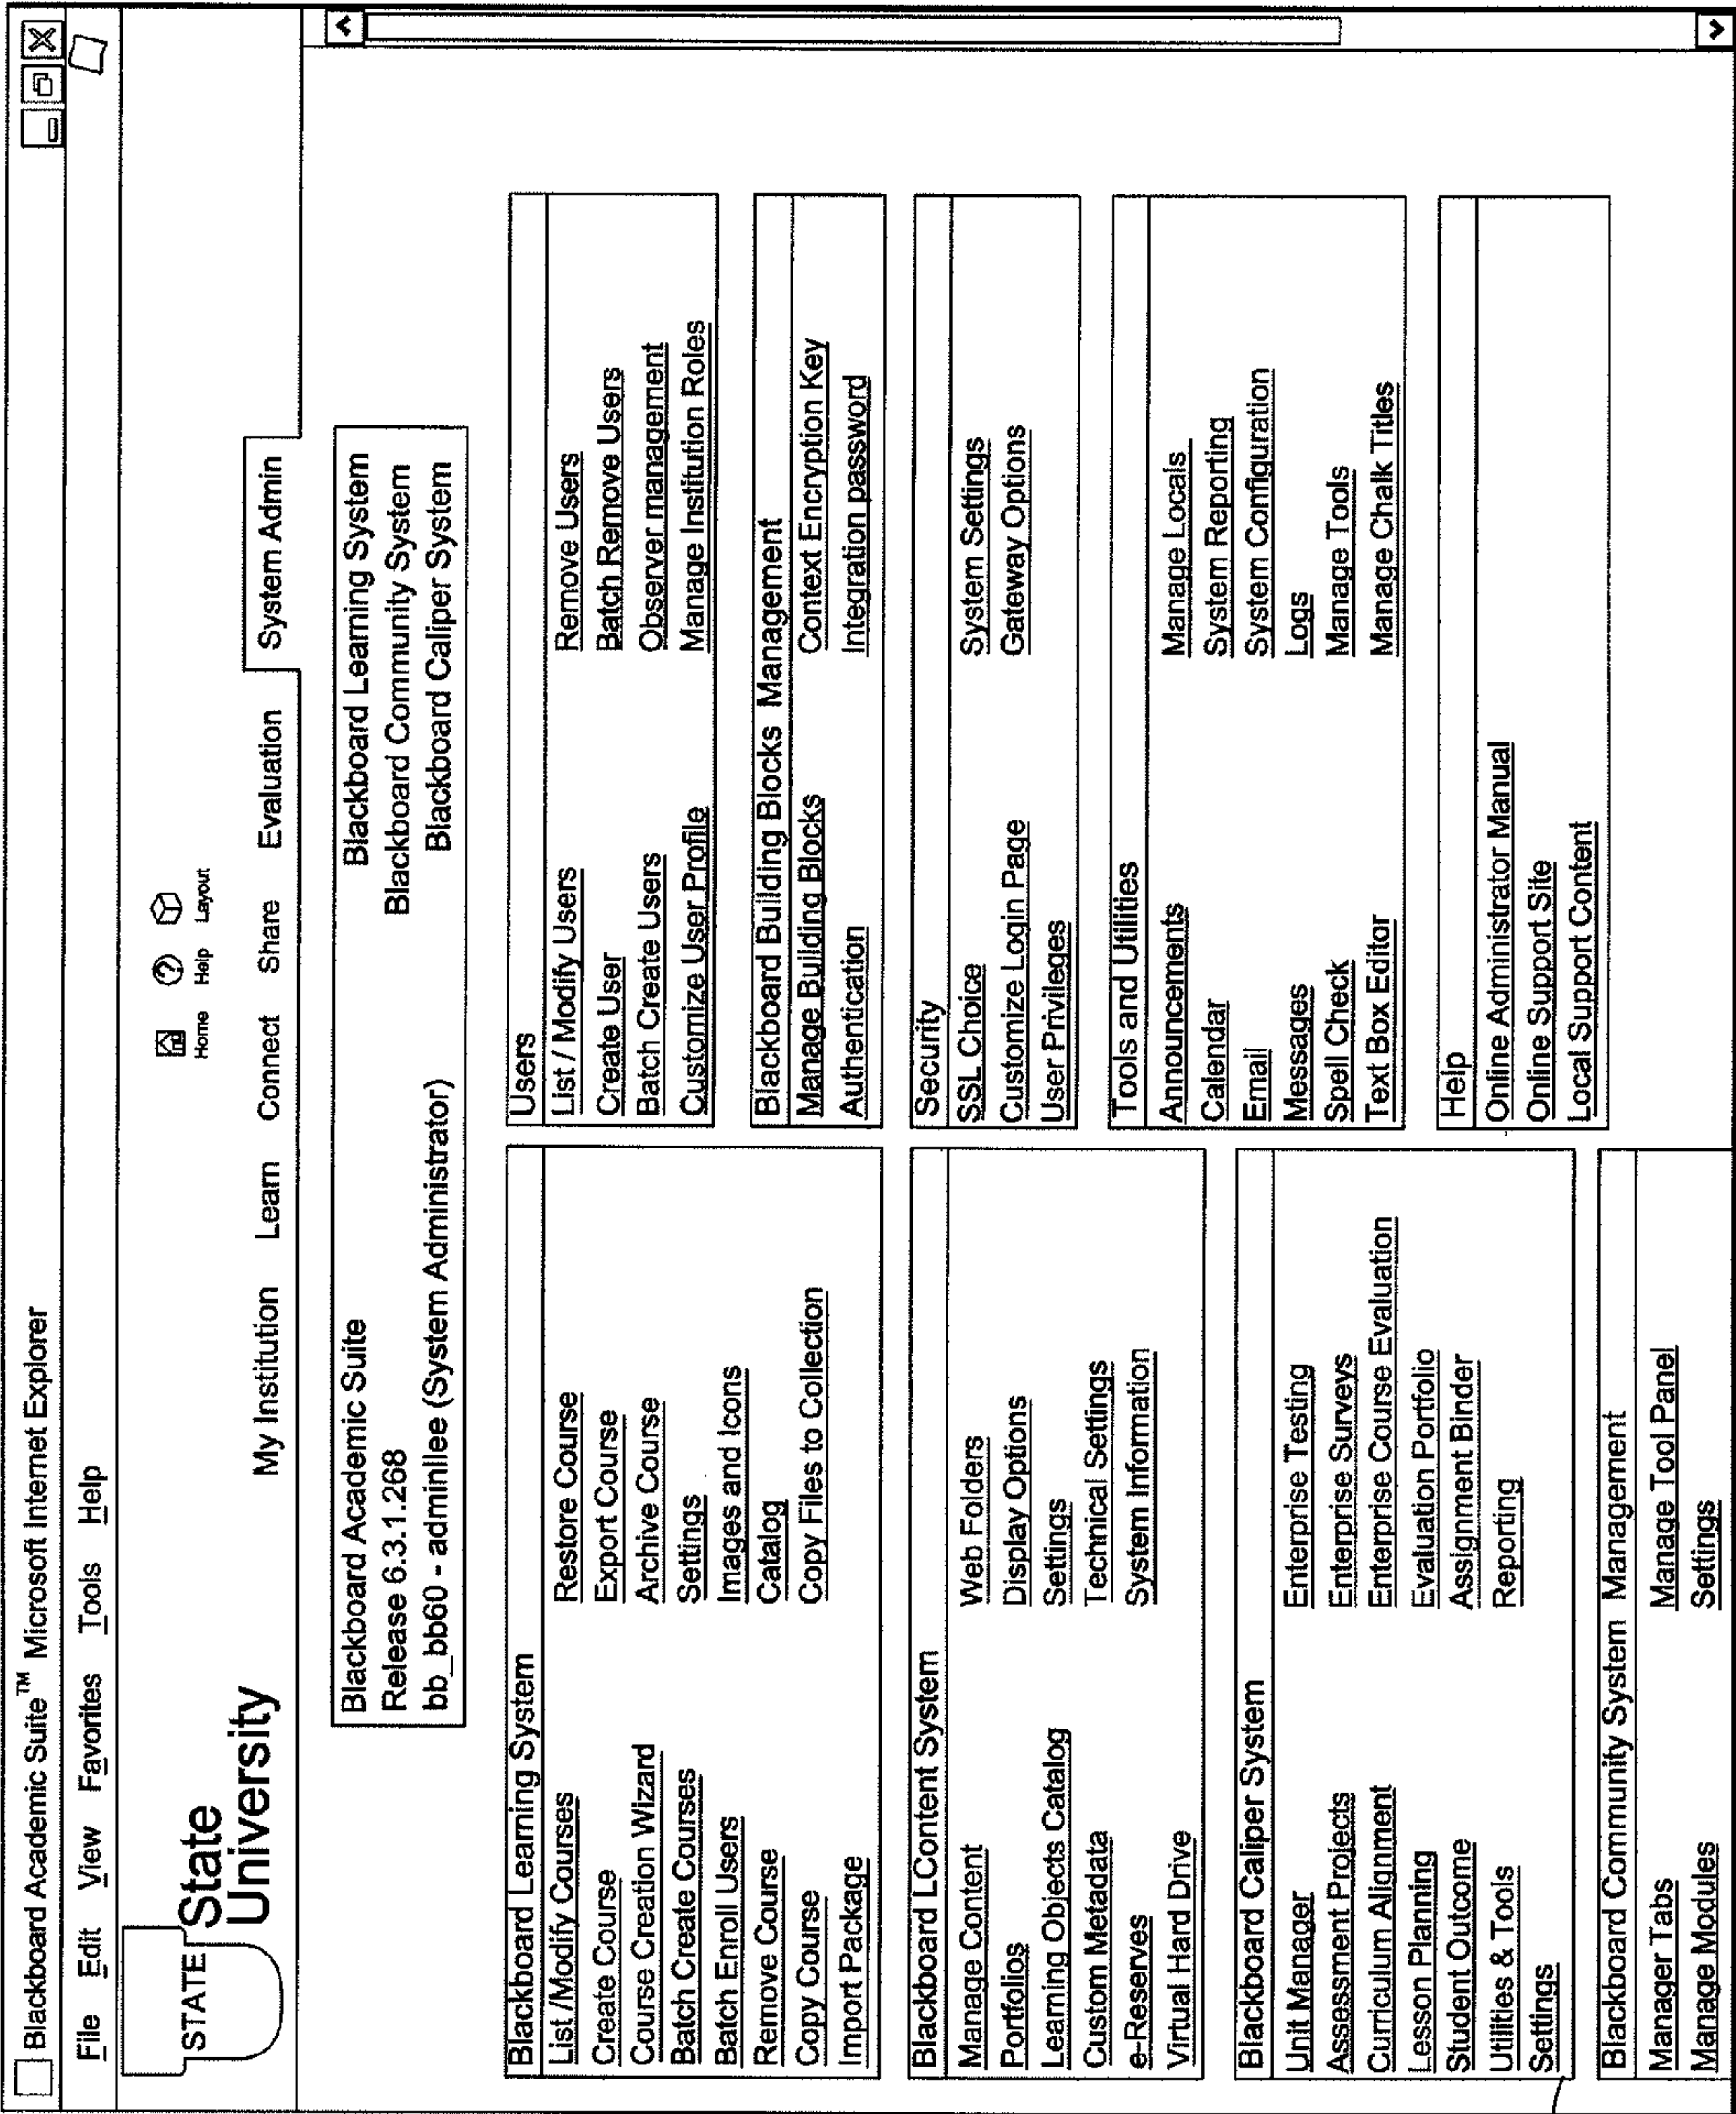 Blackboard Academic Suite™ Microsoft Internet Explorer
File Edit View Favorites Tools Help
STATE
State
University
Home Help Layout
My Institution Learn Connect Share Evaluation System Admin
Blackboard Academic Suite
Release 6.3.1.268
bb_bb60 - adminilee (System Administrator)
Blackboard Learning System
Blackboard Community System
Blackboard Caliper System
Blackboard Learning System
List /Modify Courses
Create Course
Course Creation Wizard
Batch Create Courses
Batch Enroll Users
Remove Course
Copy Course
Import Package
Restore Course
Export Course
Archive Course
Settings
Images and Icons
Catalog
Copy Files to Collection
Blackboard LContent System
Manage Content
Portfolios
Learning Objects Catalog
Custom Metadata
e-Reserves
Virtual Hard Drive
Web Folders
Display Options
Settings
Technical Settings
System Information
Blackboard Caliper System
Unit Manager
Assessment Projects
Curriculum Alignment
Lesson Planning
Student Outcome
Utilities & Tools
Settings
Enterprise Testing
Enterprise Surveys
Enterprise Course Evaluation
Evaluation Portfolio
Assignment Binder
Reporting
Blackboard Community System Management
Manager Tabs
Manage Modules
Manage Tool Panel
Settings
Users
List / Modify Users
Create User
Batch Create Users
Customize User Profile
Remove Users
Batch Remove Users
Observer management
Manage Institution Roles
Blackboard Building Blocks Management
Manage Building Blocks
Authentication
Context Encryption Key
Integration password
Security
SSL Choice
Customize Login Page
User Privileges
System Settings
Gateway Options
Tools and Utilities
Announcements
Calendar
Email
Messages
Spell Check
Text Box Editor
Manage Locals
System Reporting
System Configuration
Logs
Manage Tools
Manage Chalk Titles
Help
Online Administrator Manual
Online Support Site
Local Support Content